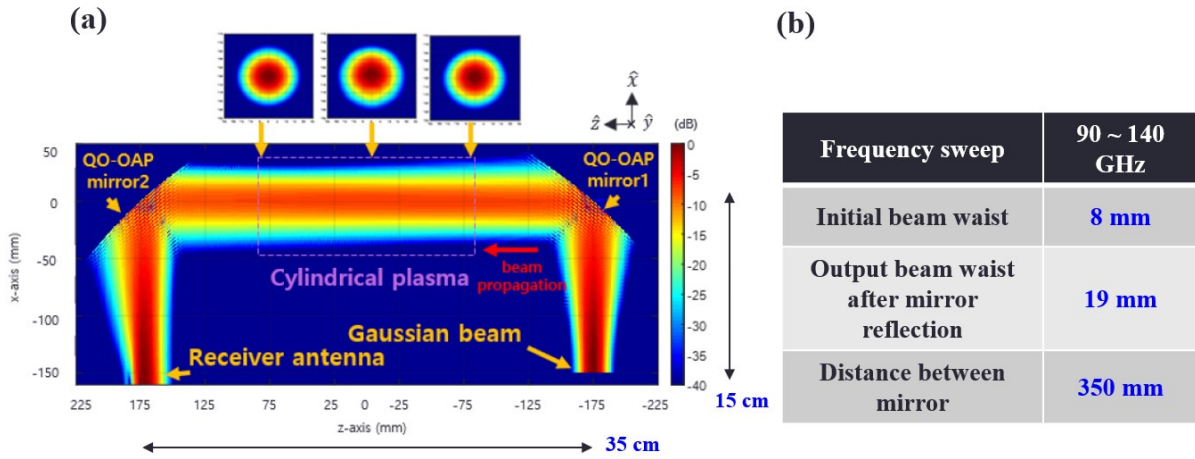 (a)
(b)
x̂
ẑ
ŷ
(dB)
QO-OAP
mirror2
QO-OAP
mirror1
50
0
-50
-100
-150
x-axis (mm)
0
-5
-10
-15
-20
-25
-30
-35
-40
Cylindrical plasma
beam
propagation
Gaussian beam
Receiver antenna
15 cm
225 175 125 75 25 0 -25 -75 -125 -175 -225
z-axis (mm)
35 cm
Frequency sweep
90 ~ 140
GHz
Initial beam waist
8 mm
Output beam waist
after mirror
reflection
19 mm
Distance between
mirror
350 mm